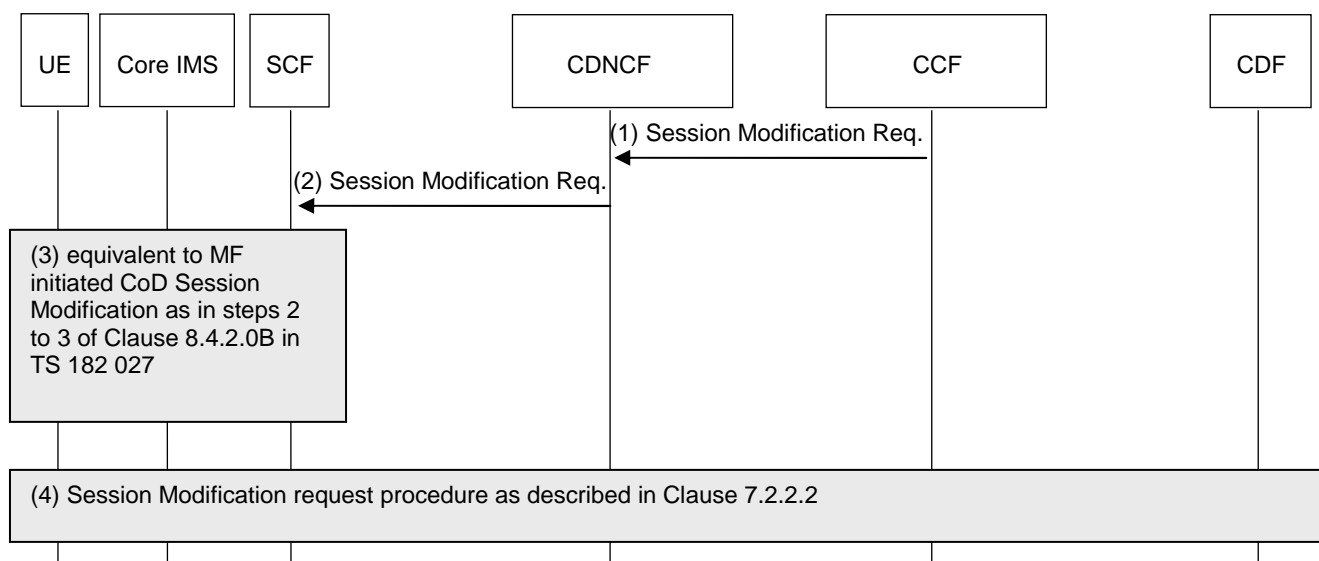 UE
Core IMS
SCF
CDNCF
CCF
CDF
(1) Session Modification Req.
(2) Session Modification Req.
(3) equivalent to MF
initiated CoD Session
Modification as in steps 2
to 3 of Clause 8.4.2.0B in
TS 182 027
(4) Session Modification request procedure as described in Clause 7.2.2.2